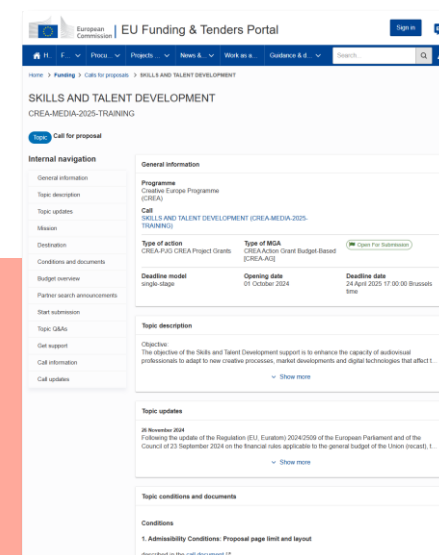 European
Commission
EU Funding & Tenders Portal
Sign in
H...
F...
Procu...
Projects ...
News &...
Work as a...
Guidance & d...
Search...
Home > Funding > Calls for proposals > SKILLS AND TALENT DEVELOPMENT
SKILLS AND TALENT DEVELOPMENT
CREA-MEDIA-2025-TRAINING
Topic
Call for proposal
Internal navigation
General information
Topic description
Topic updates
Mission
Destination
Conditions and documents
Budget overview
Partner search announcements
Start submission
Topic Q&As
Get support
Call information
Call updates
General information
Programme
Creative Europe Programme
(CREA)
Call
SKILLS AND TALENT DEVELOPMENT (CREA-MEDIA-2025-
TRAINING)
Type of action
CREA-PJG CREA Project Grants
Type of MGA
CREA Action Grant Budget-Based
[CREA-AG]
Open For Submission
Deadline model
single-stage
Opening date
01 October 2024
Deadline date
24 April 2025 17:00:00 Brussels
time
Topic description
Objective
The objective of the Skills and Talent Development support is to enhance the capacity of audiovisual
professionals to adapt to new creative processes, market developments and digital technologies that affect t...
Show more
Topic updates
26 November 2024
Following the update of the Regulation (EU, Euratom) 2024/2509 of the European Parliament and of the
Council of 23 September 2024 on the financial rules applicable to the general budget of the Union (recast), t...
Show more
Topic conditions and documents
Conditions
1. Admissibility Conditions: Proposal page limit and layout
described in the call document